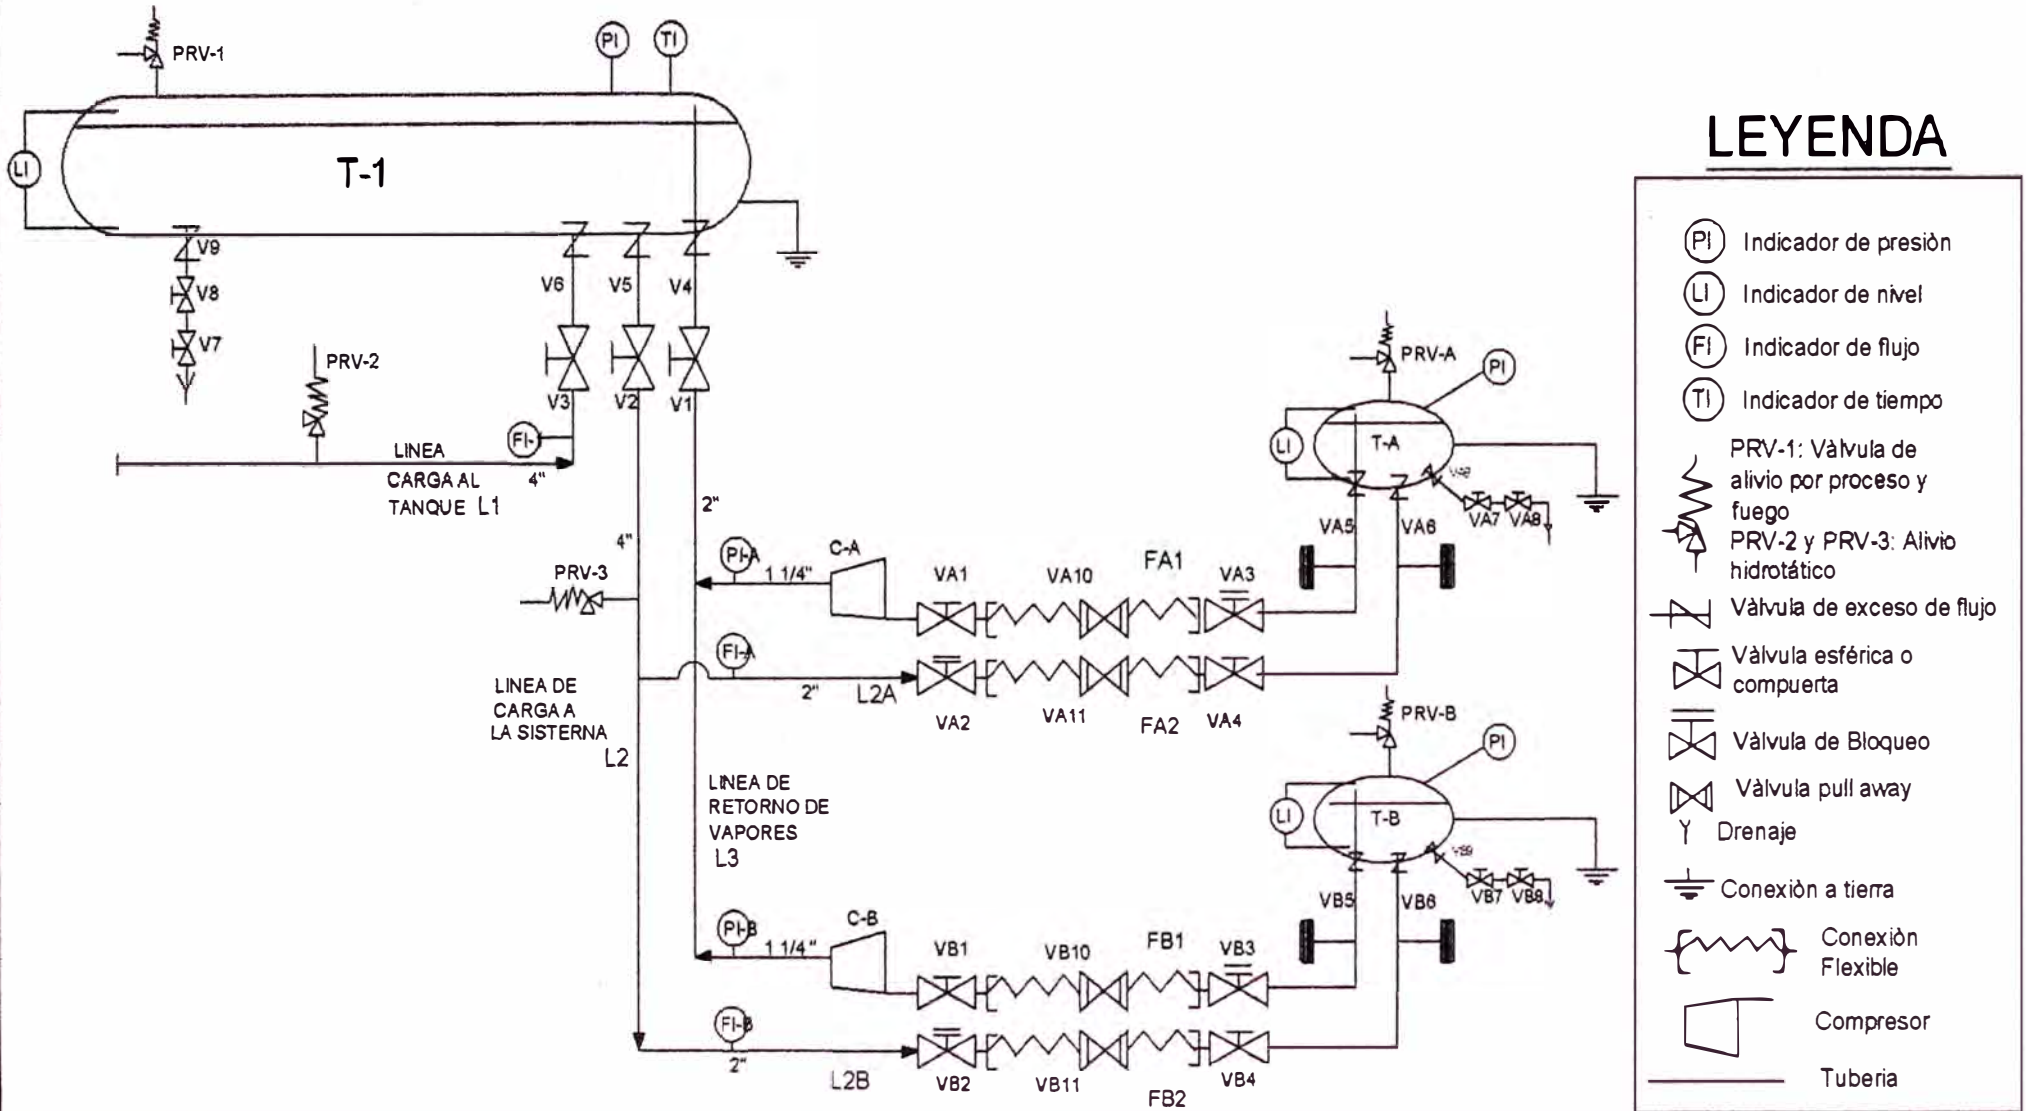 PRV-1
PI
TI
LI
T-1
V9
V8
V7
V6
V5
V4
V3
V2
V1
PRV-2
FI-
LINEA
CARGA AL
TANQUE L1
4"
2"
4"
PRV-3
PI-A
1 1/4"
C-A
VA1
VA10
FA1
VA3
FI-A
2"
L2A
VA2
VA11
FA2
VA4
LINEA DE
CARGA A
LA SISTERNA
L2
LINEA DE
RETORNO DE
VAPORES
L3
PRV-A
PI
LI
T-A
VA9
VA7
VA8
VA5
VA6
PRV-B
PI
LI
T-B
VB9
VB7
VB8
VB5
VB6
PI-B
1 1/4"
C-B
VB1
VB10
FB1
VB3
FI-B
2"
L2B
VB2
VB11
FB2
VB4
LEYENDA
PI Indicador de presiòn
LI Indicador de nivel
FI Indicador de flujo
TI Indicador de tiempo
PRV-1: Vàlvula de
alivio por proceso y
fuego
PRV-2 y PRV-3: Alivio
hidrotático
Vàlvula de exceso de flujo
Vàlvula esférica o
compuerta
Vàlvula de Bloqueo
Vàlvula pull away
Drenaje
Conexiòn a tierra
Conexiòn
Flexible
Compresor
Tuberia